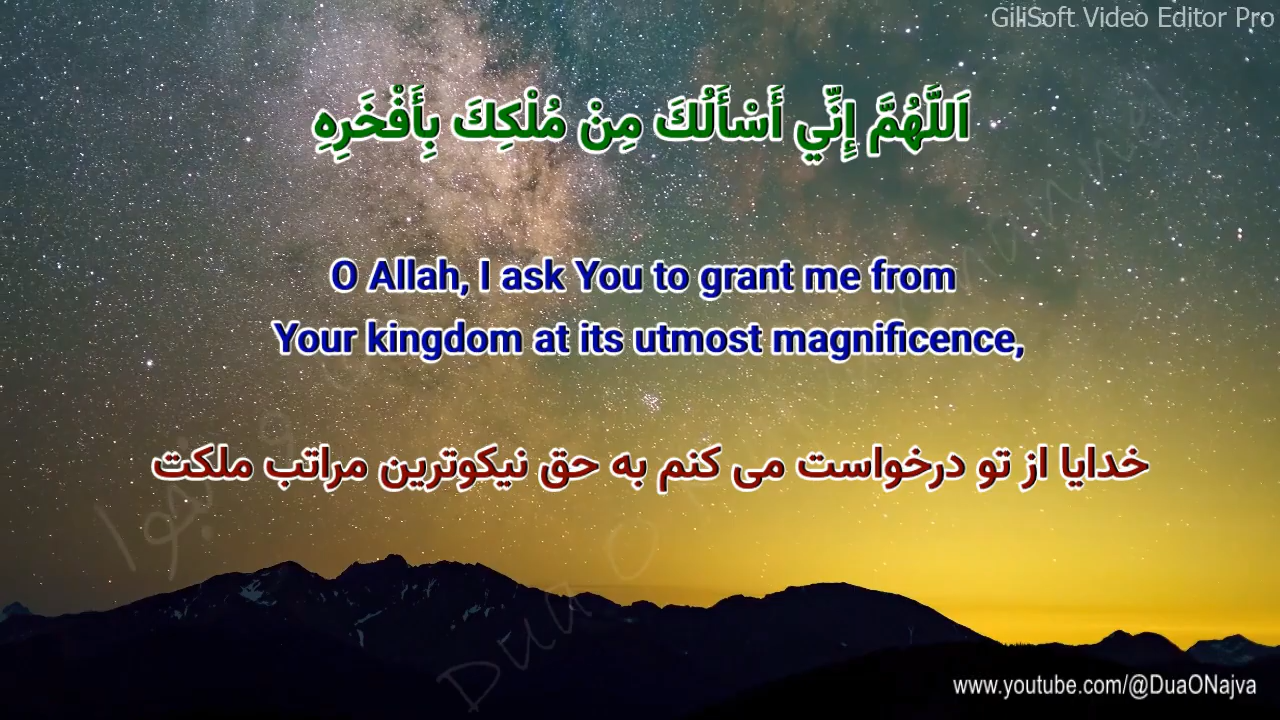 GiliSoft Video Editor Pro
اَللَّهُمَّ إِنِّي أَسْأَلُكَ مِنْ مُلْكِكَ بِأَفْخَرِهِ
O Allah, I ask You to grant me from
Your kingdom at its utmost magnificence,
خدایا از تو درخواست می کنم به حق نیکوترین مراتب ملکت
www.youtube.com/@DuaONajva